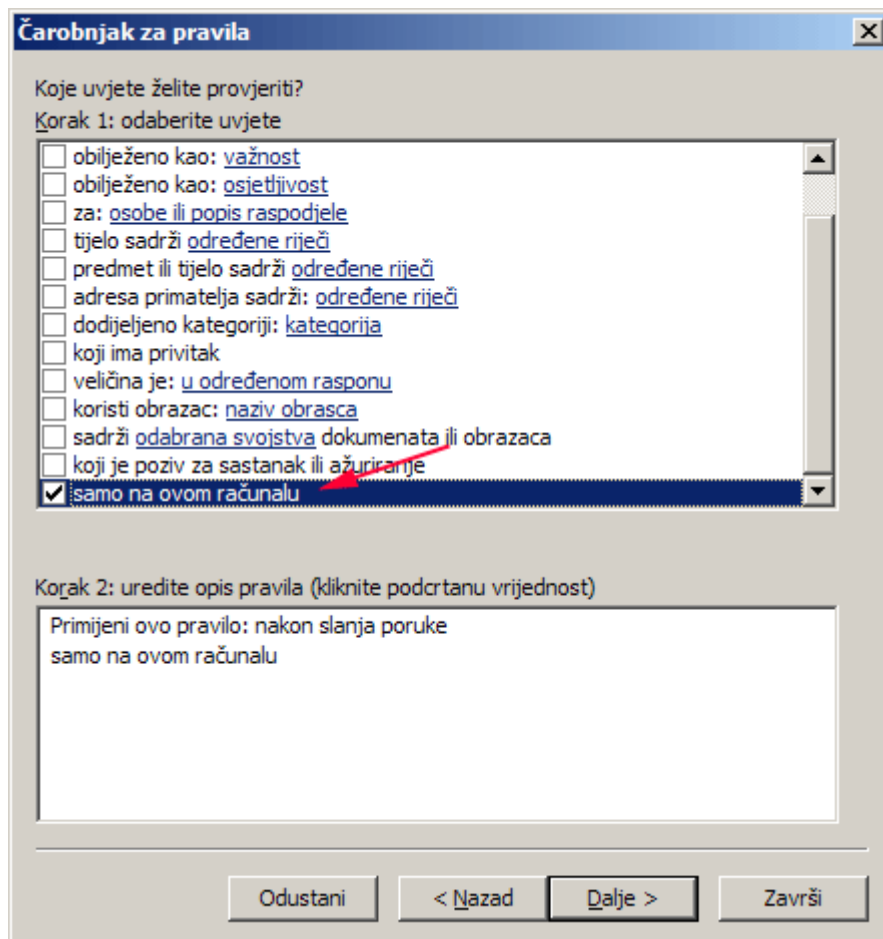 Čarobnjak za pravila
Koje uvjete želite provjeriti?
Korak 1: odaberite uvjete
obilježeno kao: važnost
obilježeno kao: osjetljivost
za: osobe ili popis raspodjele
tijelo sadrži određene riječi
predmet ili tijelo sadrži određene riječi
adresa primatelja sadrži: određene riječi
dodijeljeno kategoriji: kategorija
koji ima privitak
veličina je: u određenom rasponu
koristi obrazac: naziv obrasca
sadrži odabrana svojstva dokumenata ili obrazaca
koji je poziv za sastanak ili ažuriranje
samo na ovom računalu
Korak 2: uredite opis pravila (kliknite podcrtanu vrijednost)
Primijeni ovo pravilo: nakon slanja poruke
samo na ovom računalu
Odustani < Nazad Dalje > Završi